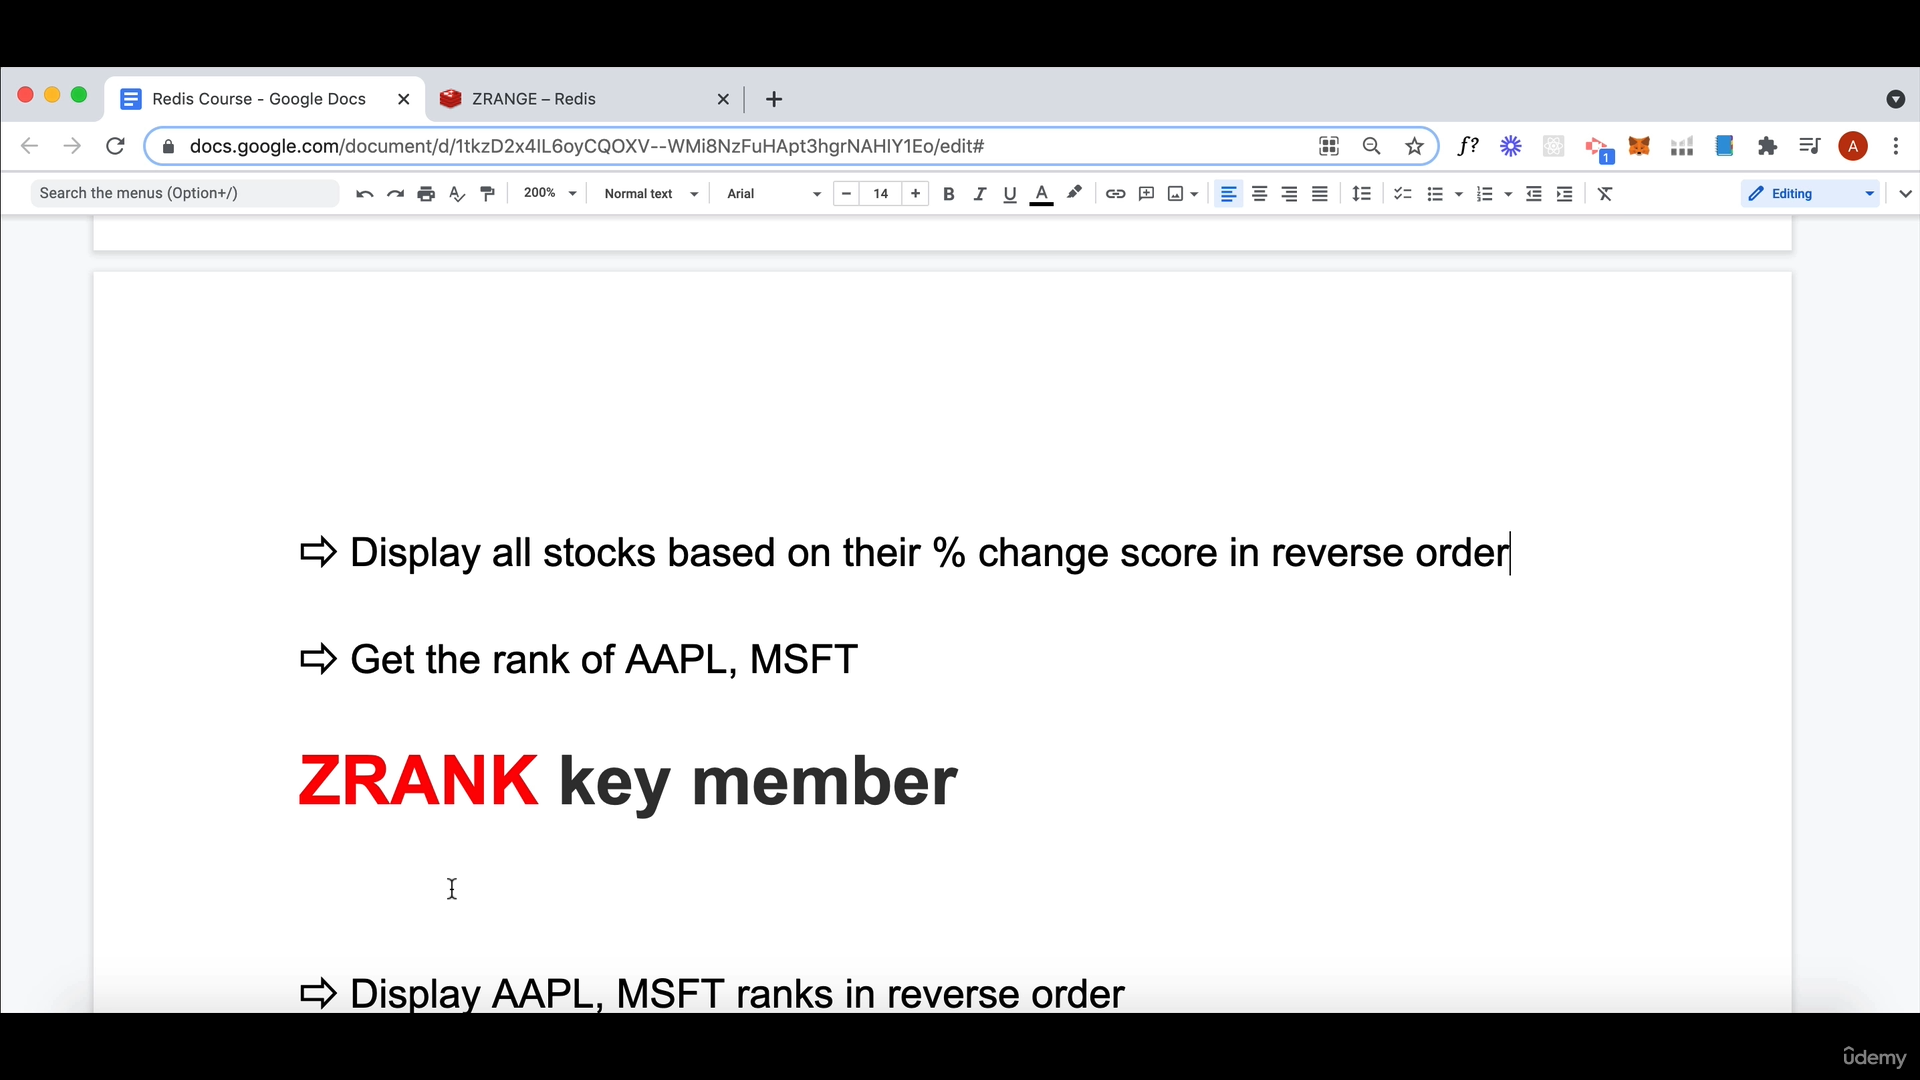 Redis Course - Google Docs
ZRANGE – Redis
docs.google.com/document/d/1tkzD2x4IL6oyCQOXV--WMi8NzFuHApt3hgrNAHIY1Eo/edit#
f?
1
A
Search the menus (Option+/)
200%
Normal text
Arial
14
B
I
U
A
Editing
⇨ Display all stocks based on their % change score in reverse order
⇨ Get the rank of AAPL, MSFT
ZRANK key member
⇨ Display AAPL, MSFT ranks in reverse order
ûdemy